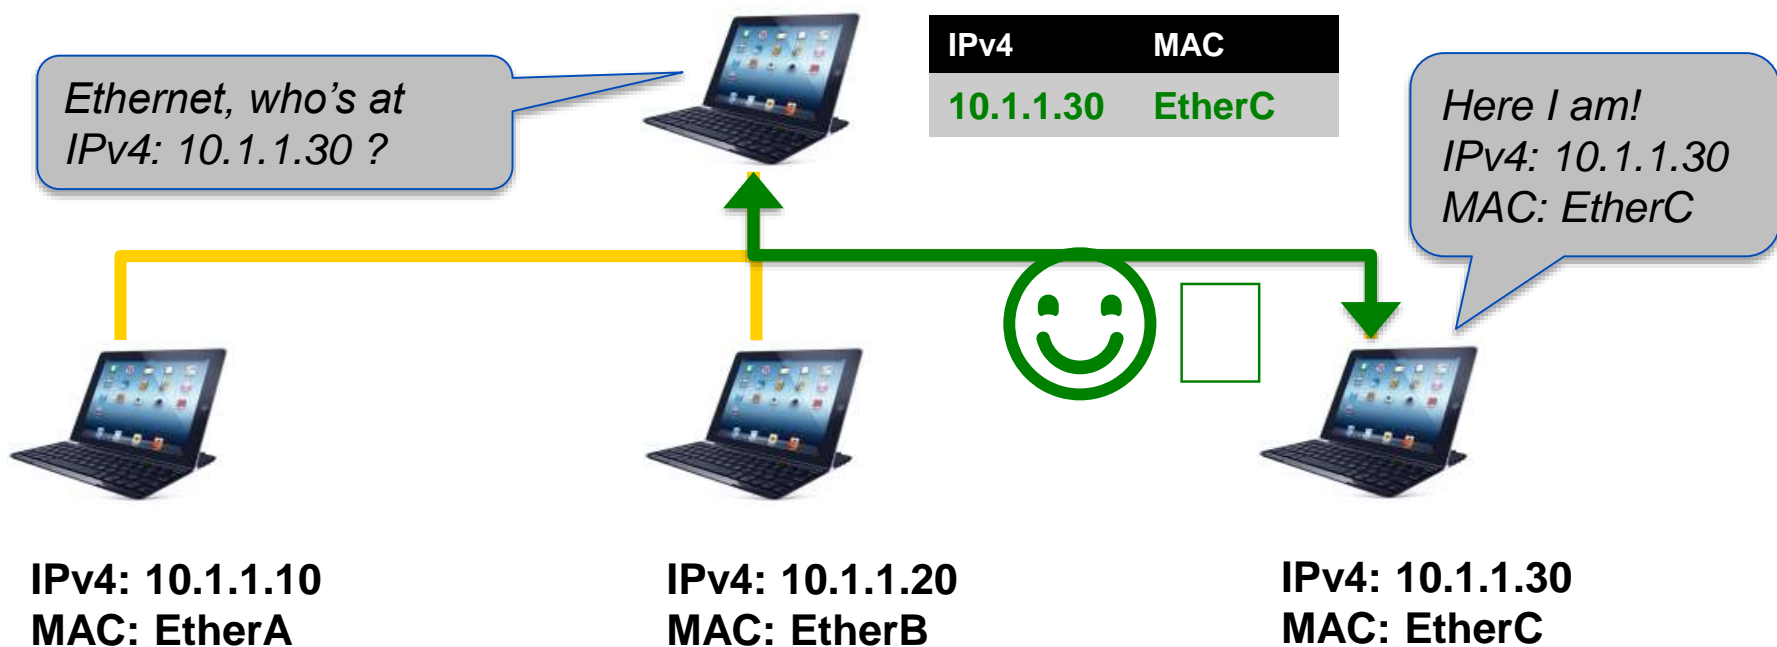 Ethernet, who's at
IPv4: 10.1.1.30 ?
IPv4 MAC
10.1.1.30 EtherC
Here I am!
IPv4: 10.1.1.30
MAC: EtherC
IPv4: 10.1.1.10
MAC: EtherA
IPv4: 10.1.1.20
MAC: EtherB
IPv4: 10.1.1.30
MAC: EtherC